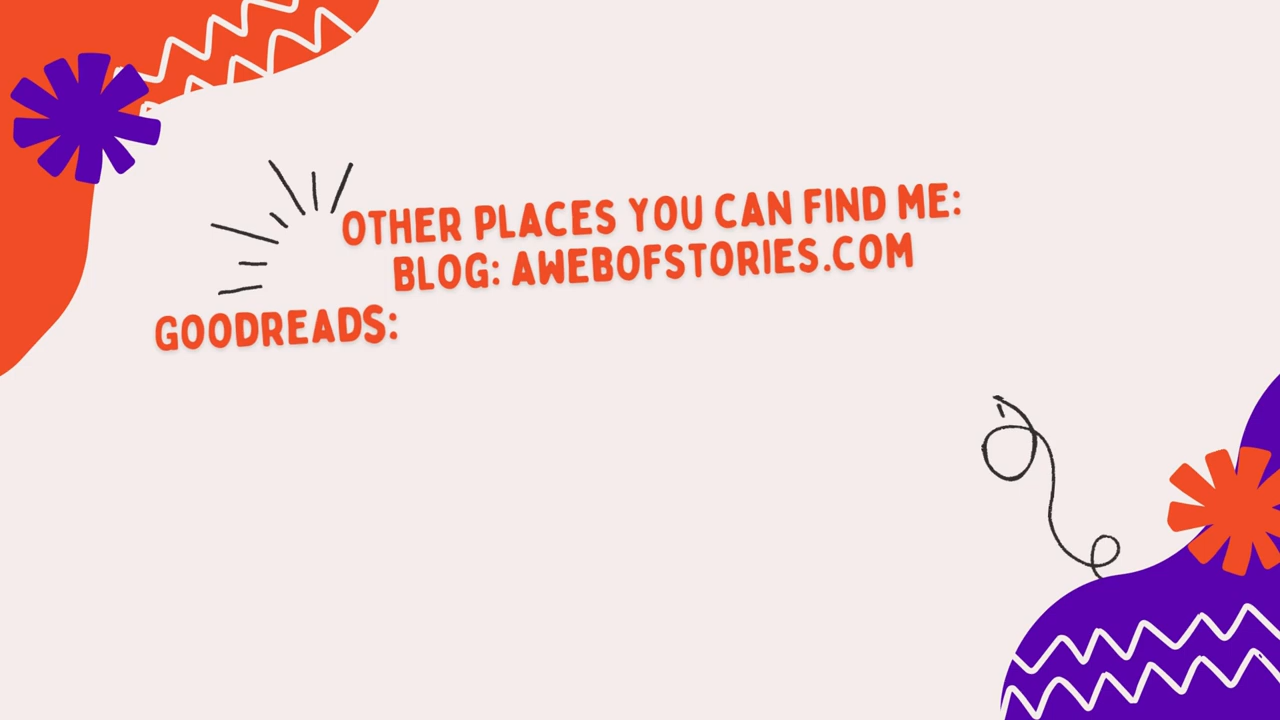 OTHER PLACES YOU CAN FIND ME:
BLOG: AWEBOFSTORIES.COM
GOODREADS: